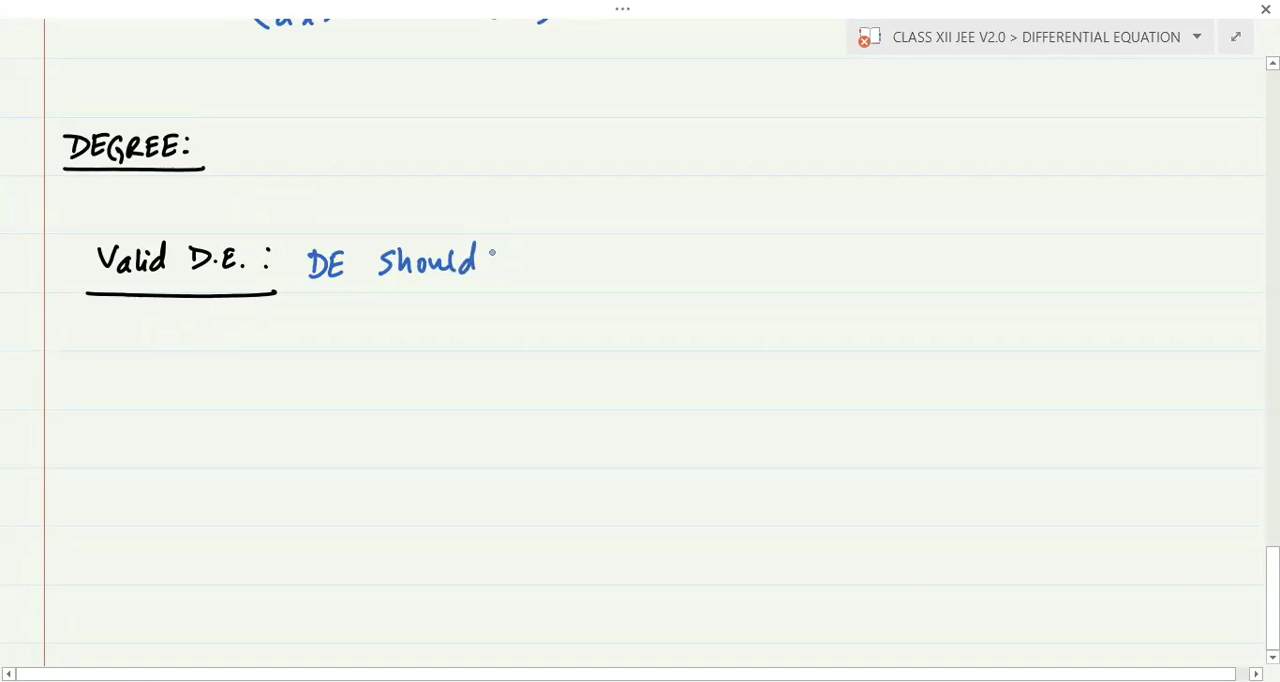 CLASS XII JEE V2.0 > DIFFERENTIAL EQUATION
DEGREE:
Valid D.E. : DE should